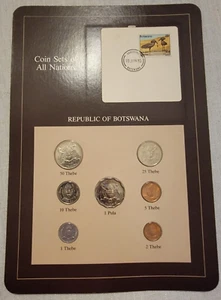 Coin Sets of
All Nations
REPUBLIC OF BOTSWANA
50 Thebe
25 Thebe
10 Thebe
1 Pula
5 Thebe
1 Thebe
2 Thebe